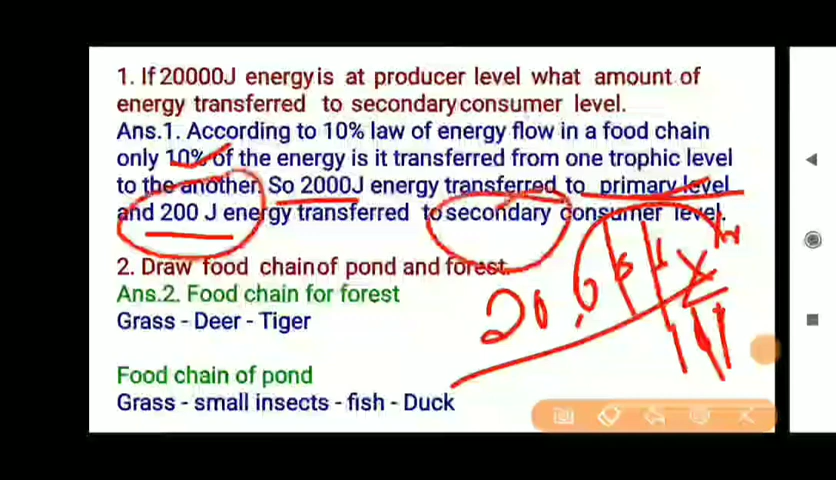 1. If 20000J energy is at producer level what amount of
energy transferred to secondary consumer level.
Ans.1. According to 10% law of energy flow in a food chain
only 10% of the energy is it transferred from one trophic level
to the another. So 2000J energy transferred to primary level
and 200 J energy transferred to secondary consumer level.
2. Draw food chain of pond and forest.
Ans.2. Food chain for forest
Grass - Deer - Tiger
Food chain of pond
Grass - small insects - fish - Duck